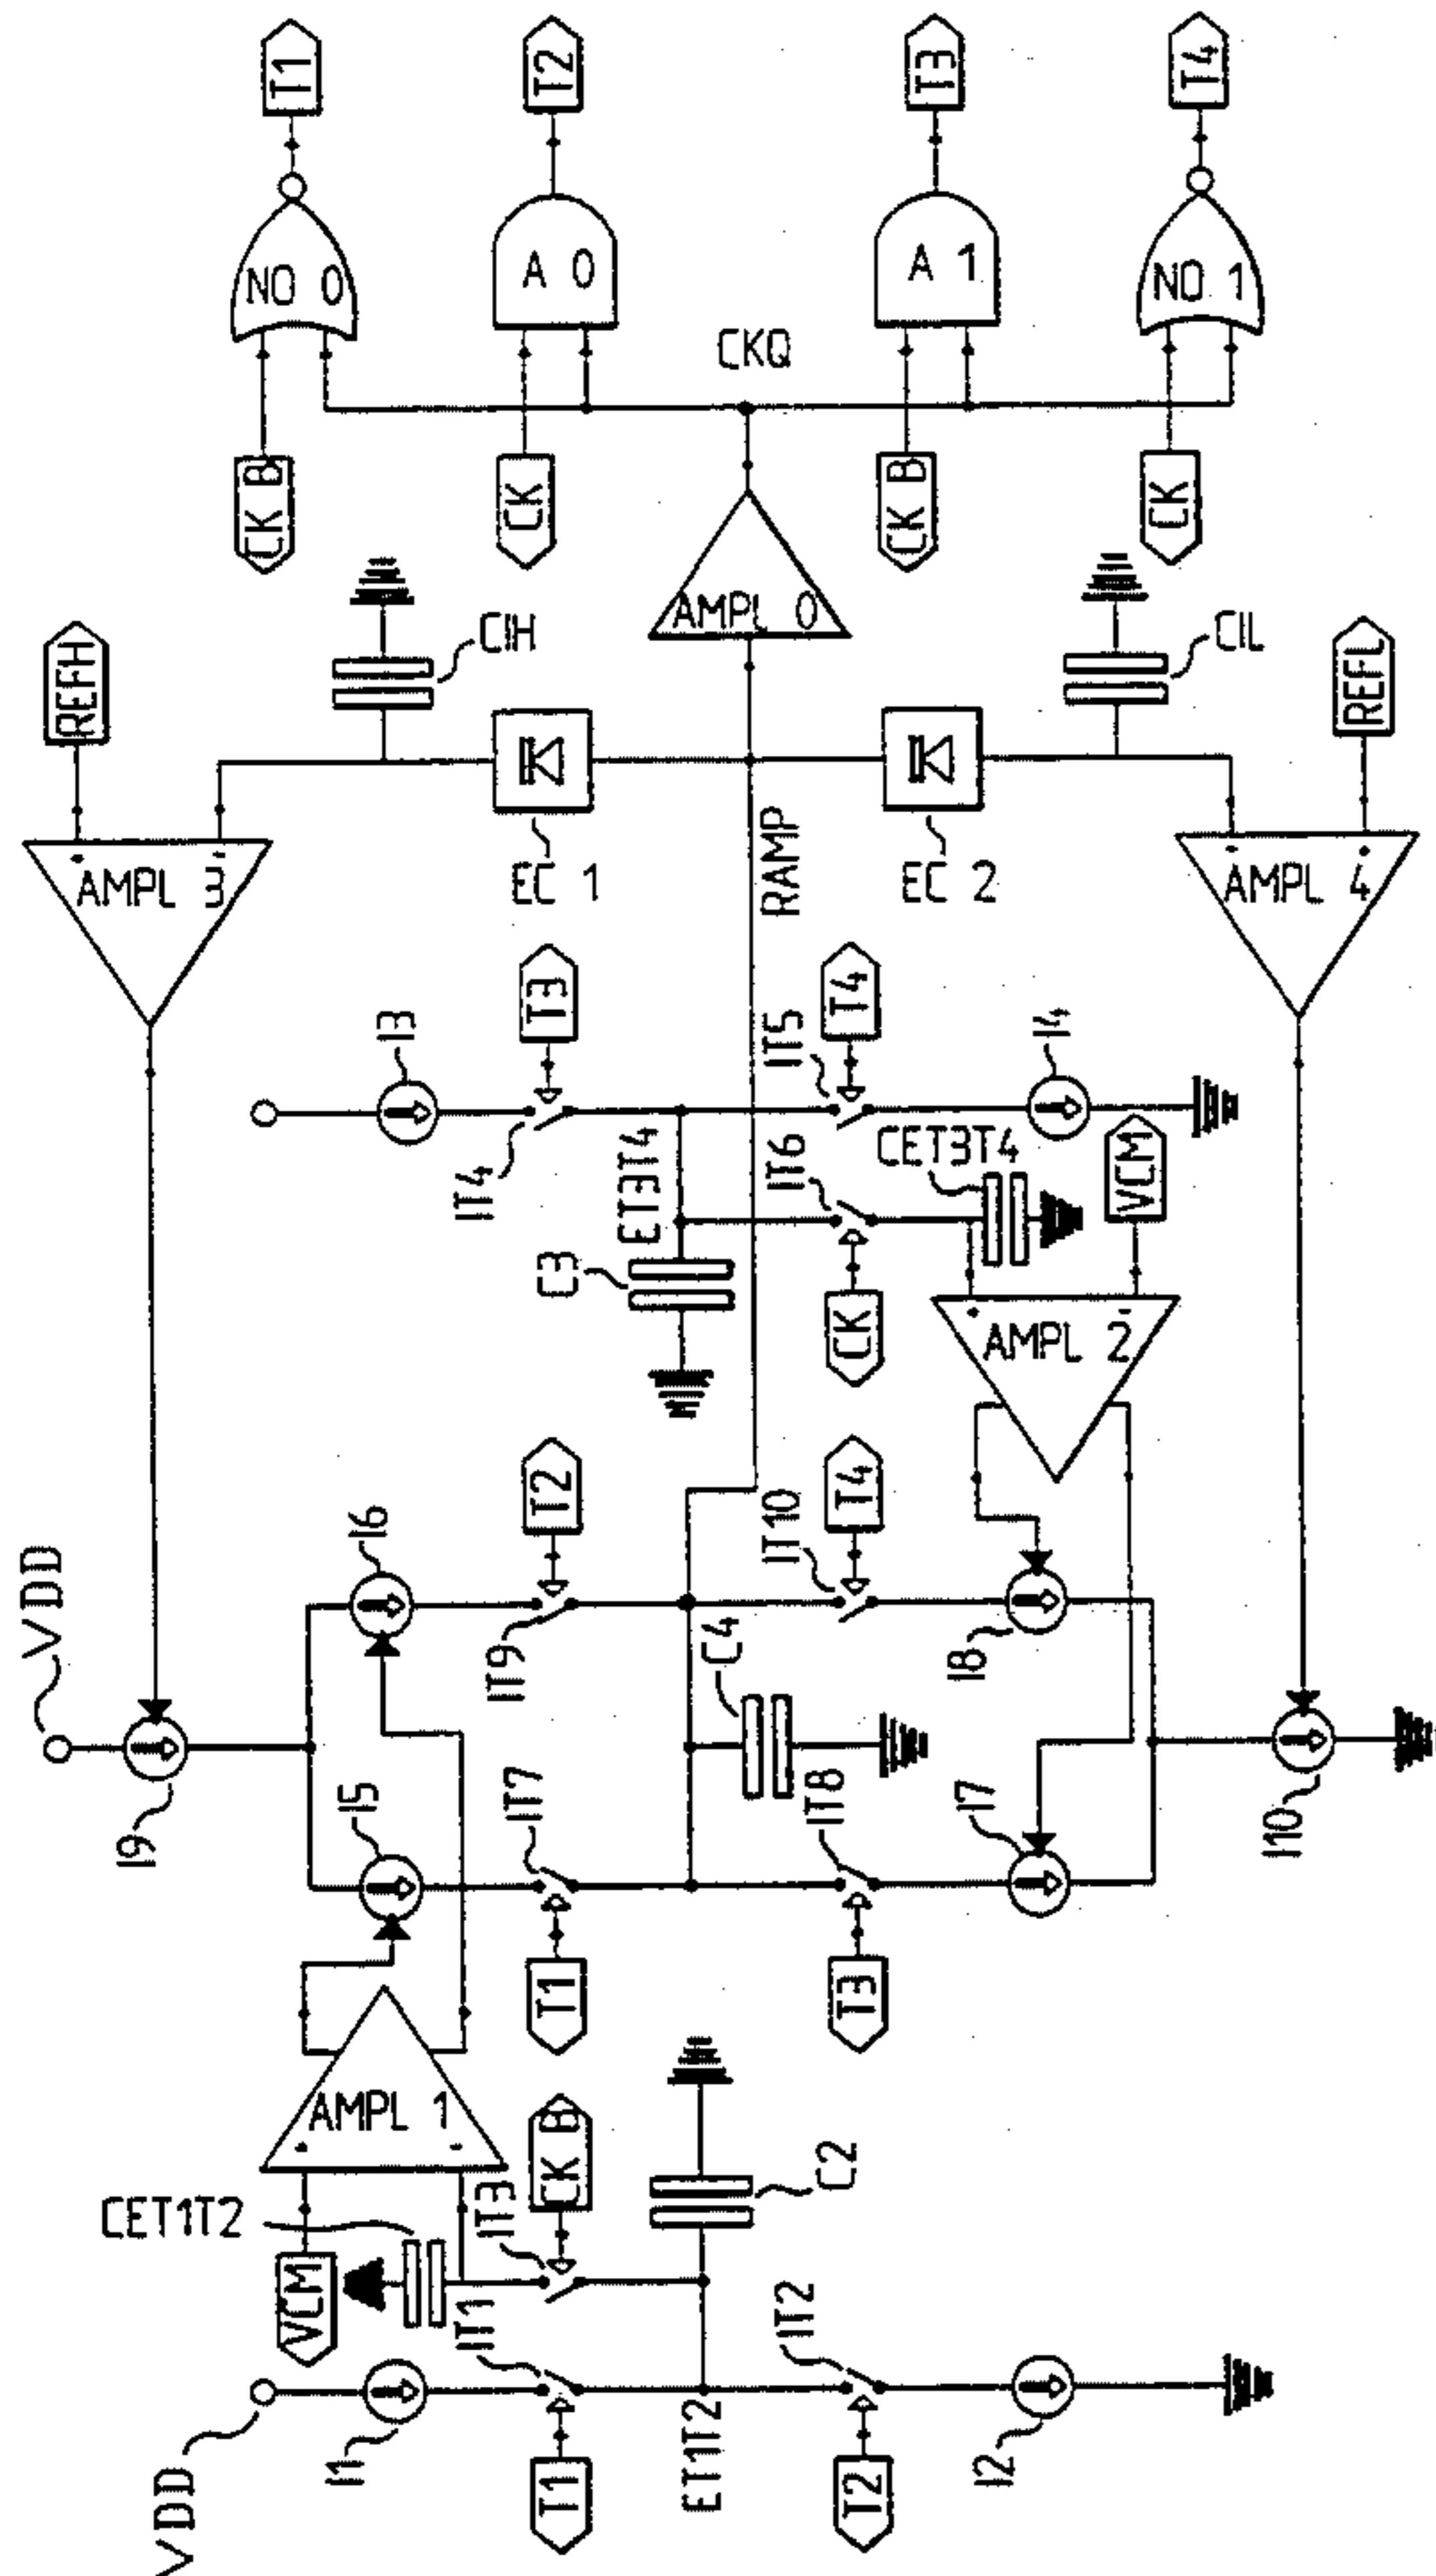 T1
T2
T3
T4
NO 0
A 0
A 1
NO 1
CKQ
CK B
CK
CK B
CK
REFH
CIH
AMPL 0
CIL
REFL
AMPL 3
EC 1
RAMP
EC 2
AMPL 4
I3
T3
IT4
T4
IT5
I4
ET3T4
IT6
CET3T4
VCM
C3
CK
AMPL 2
VDD
I6
T2
IT9
C4
T4
IT10
I8
I9
I5
IT7
IT8
I7
I10
T1
T3
AMPL 1
CET1T2
VCM
IT3
CK B
C2
VDD
I1
IT1
T1
ET1T2
IT2
T2
I2